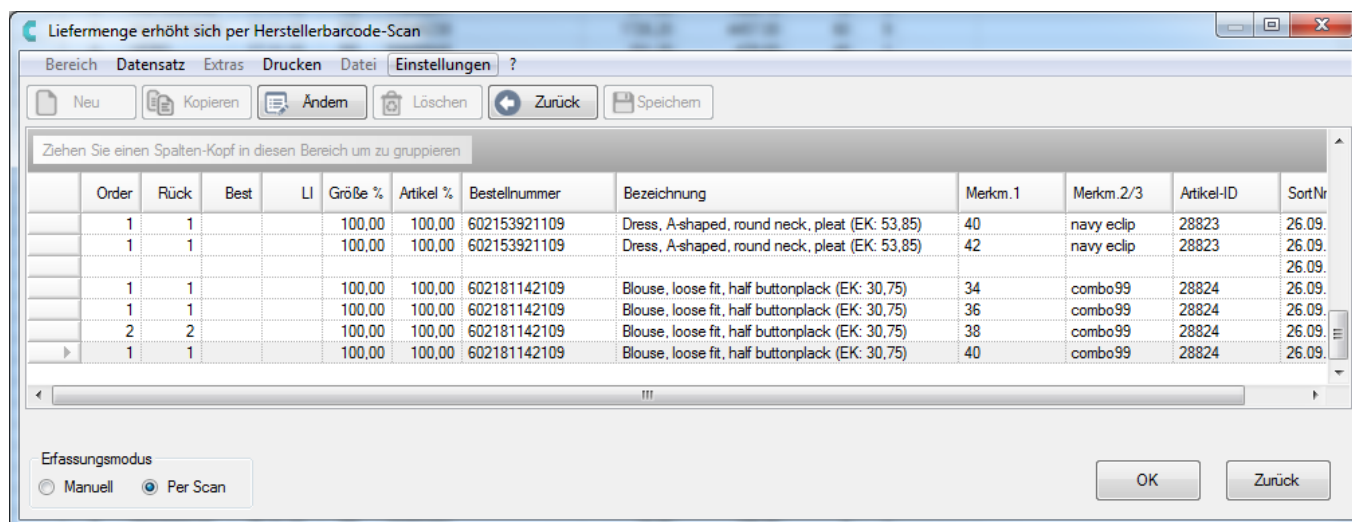 Liefermenge erhöht sich per Herstellerbarcode-Scan
Bereich Datensatz Extras Drucken Datei Einstellungen ?
Neu Kopieren Ändern Löschen Zurück Speichern
Ziehen Sie einen Spalten-Kopf in diesen Bereich um zu gruppieren
Order Rück Best LI Größe % Artikel % Bestellnummer Bezeichnung Merkm.1 Merkm.2/3 Artikel-ID SortNr
1 1 100,00 100,00 602153921109 Dress, A-shaped, round neck, pleat (EK: 53,85) 40 navy eclip 28823 26.09.
1 1 100,00 100,00 602153921109 Dress, A-shaped, round neck, pleat (EK: 53,85) 42 navy eclip 28823 26.09.
26.09.
1 1 100,00 100,00 602181142109 Blouse, loose fit, half buttonplack (EK: 30,75) 34 combo99 28824 26.09.
1 1 100,00 100,00 602181142109 Blouse, loose fit, half buttonplack (EK: 30,75) 36 combo99 28824 26.09.
2 2 100,00 100,00 602181142109 Blouse, loose fit, half buttonplack (EK: 30,75) 38 combo99 28824 26.09.
1 1 100,00 100,00 602181142109 Blouse, loose fit, half buttonplack (EK: 30,75) 40 combo99 28824 26.09.
Erfassungsmodus
Manuell Per Scan
OK Zurück